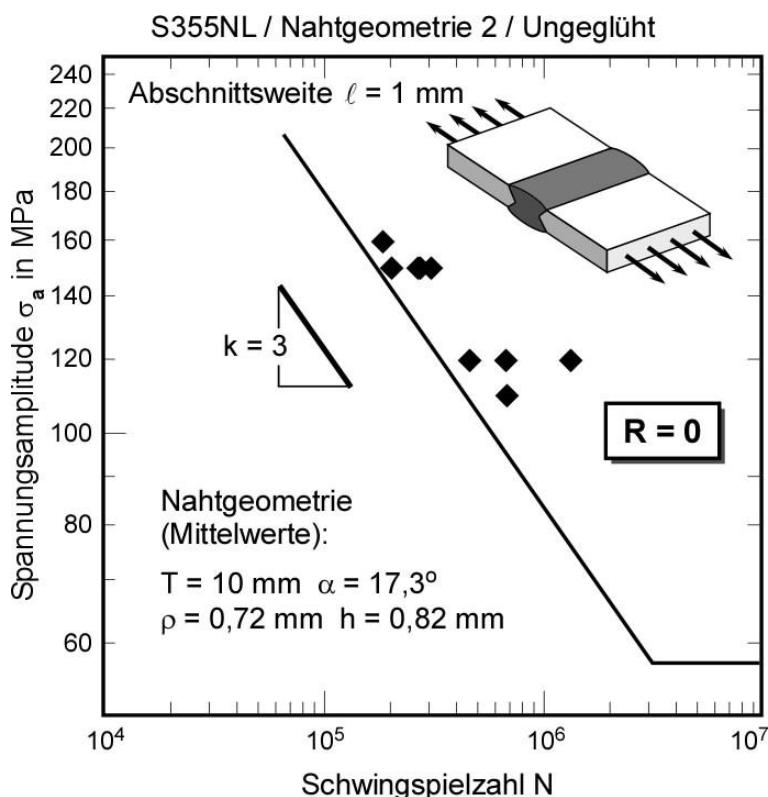 S355NL / Nahtgeometrie 2 / Ungeglüht
Abschnittsweite ℓ = 1 mm
Spannungsamplitude σa in MPa
240
220
200
180
160
140
120
100
80
60
k = 3
R = 0
Nahtgeometrie
(Mittelwerte):
T = 10 mm α = 17,3º
ρ = 0,72 mm h = 0,82 mm
10⁴ 10⁵ 10⁶ 10⁷
Schwingspielzahl N